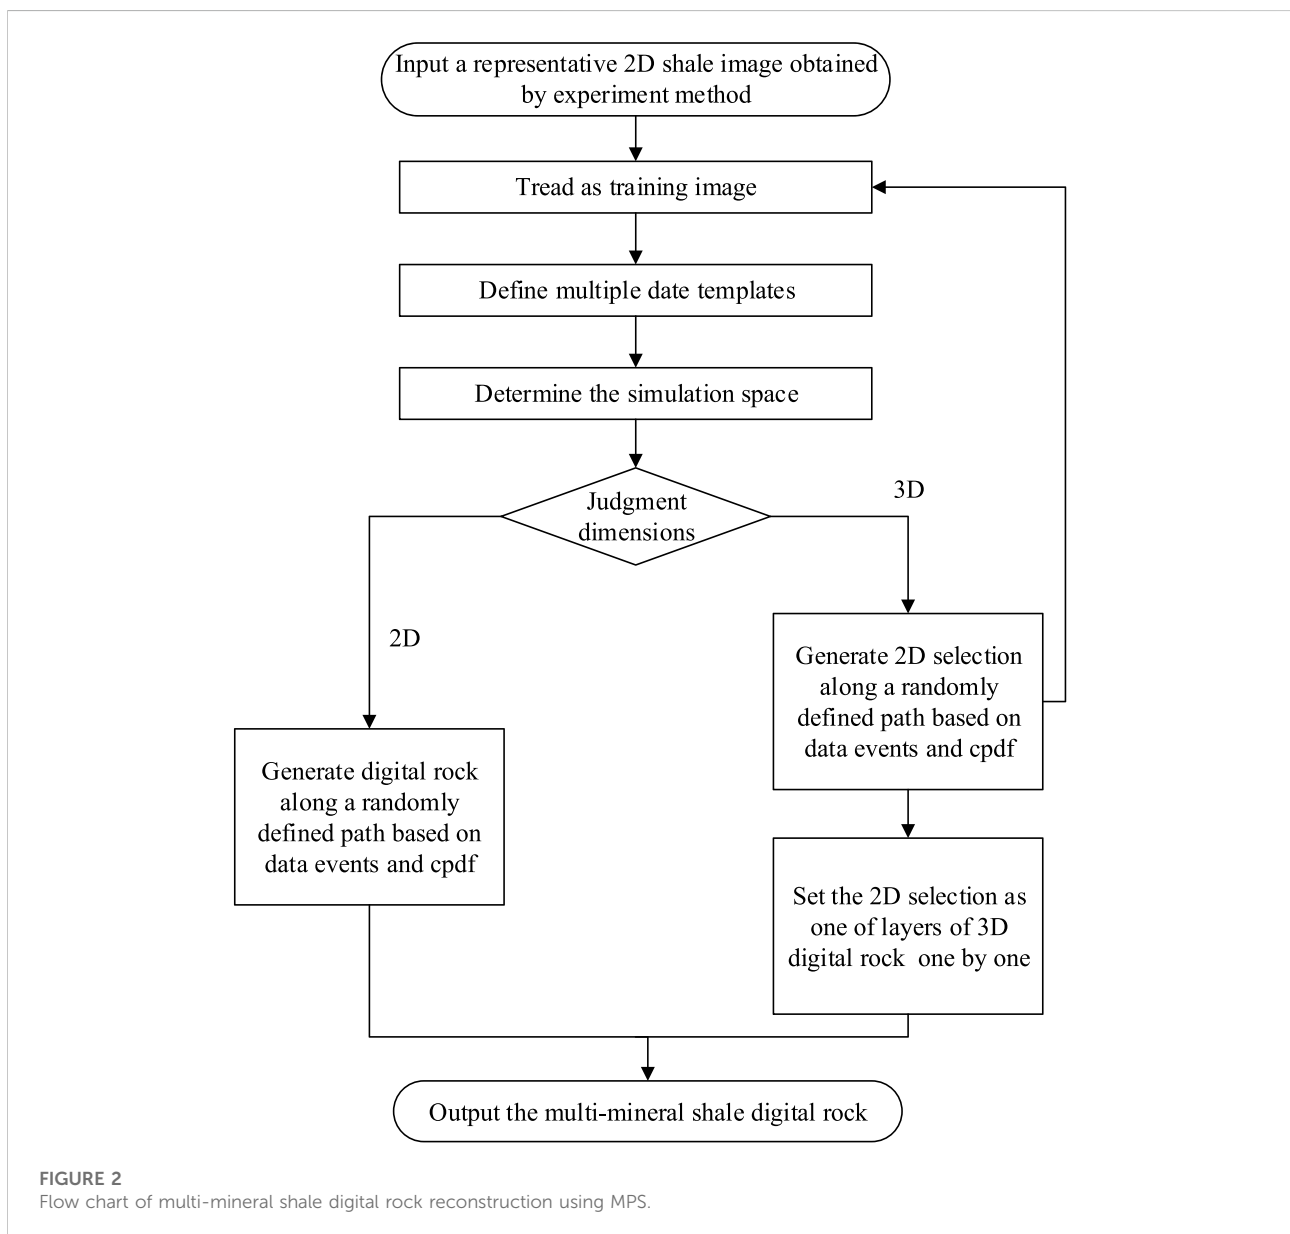 Input a representative 2D shale image obtained
by experiment method
Tread as training image
Define multiple date templates
Determine the simulation space
Judgment
dimensions
3D
2D
Generate 2D selection
along a randomly
defined path based on
data events and cpdf
Generate digital rock
along a randomly
defined path based on
data events and cpdf
Set the 2D selection as
one of layers of 3D
digital rock one by one
Output the multi-mineral shale digital rock
FIGURE 2
Flow chart of multi-mineral shale digital rock reconstruction using MPS.